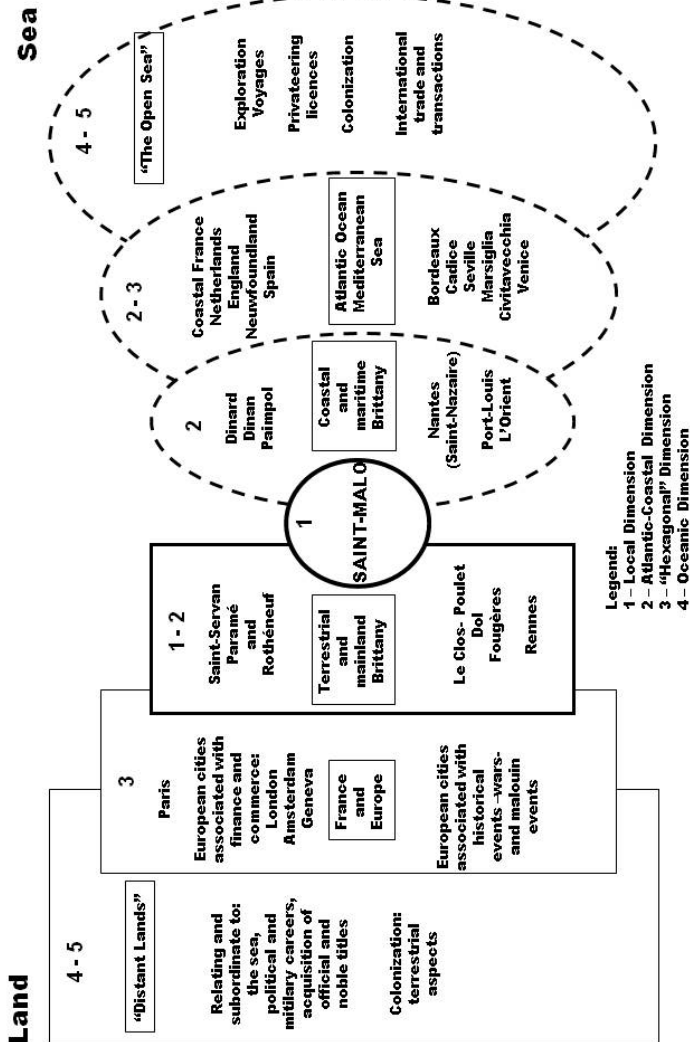 Land
Sea
4 - 5
“Distant Lands”
Relating and
subordinate to:
the sea,
political and
mitilary careers,
acquisition of
official and
noble titles
Colonization:
terrestrial
aspects
3
Paris
European cities
associated with
finance and
commerce:
London
Amsterdam
Geneva
France
and
Europe
European cities
associated with
historical
events –wars-
and malouin
events
1 - 2
Saint-Servan
Paramé
and
Rothéneuf
Terrestrial
and
mainland
Brittany
Le Clos- Poulet
Dol
Fougères
Rennes
1
SAINT-MALO
2
Dinard
Dinan
Paimpol
Coastal
and
maritime
Brittany
Nantes
(Saint-Nazaire)
Port-Louis
L’Orient
2 - 3
Coastal France
Netherlands
England
Neuvfoundland
Spain
Atlantic Ocean
Mediterranean
Sea
Bordeaux
Cadice
Seville
Marsiglia
Civitavecchia
Venice
4 - 5
“The Open Sea”
Exploration
Voyages
Privateering
licences
Colonization
International
trade and
transactions
Legend:
1 – Local Dimension
2 – Atlantic-Coastal Dimension
3 – “Hexagonal” Dimension
4 – Oceanic Dimension